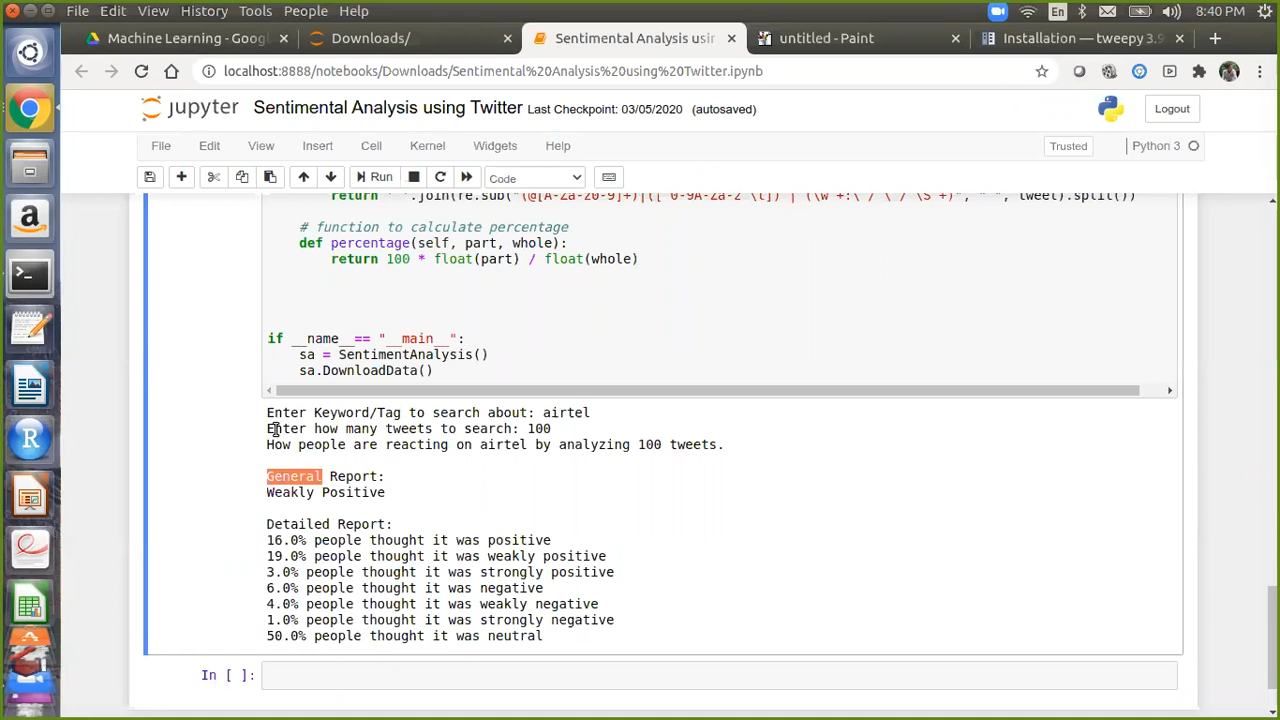 File Edit View History Tools People Help En 8:40 PM
Machine Learning - Goog Downloads/ Sentimental Analysis usin untitled - Paint Installation — tweepy 3.9
localhost:8888/notebooks/Downloads/Sentimental%20Analysis%20using%20Twitter.ipynb
jupyter Sentimental Analysis using Twitter Last Checkpoint: 03/05/2020 (autosaved) Logout
File Edit View Insert Cell Kernel Widgets Help Trusted Python 3
Run Code
return ' '.join(re.sub( tweet).split())
# function to calculate percentage
def percentage(self, part, whole):
return 100 * float(part) / float(whole)
if __name__== "__main__":
sa = SentimentAnalysis()
sa.DownloadData()
Enter Keyword/Tag to search about: airtel
Enter how many tweets to search: 100
How people are reacting on airtel by analyzing 100 tweets.
General Report:
Weakly Positive
Detailed Report:
16.0% people thought it was positive
19.0% people thought it was weakly positive
3.0% people thought it was strongly positive
6.0% people thought it was negative
4.0% people thought it was weakly negative
1.0% people thought it was strongly negative
50.0% people thought it was neutral
In [ ]: